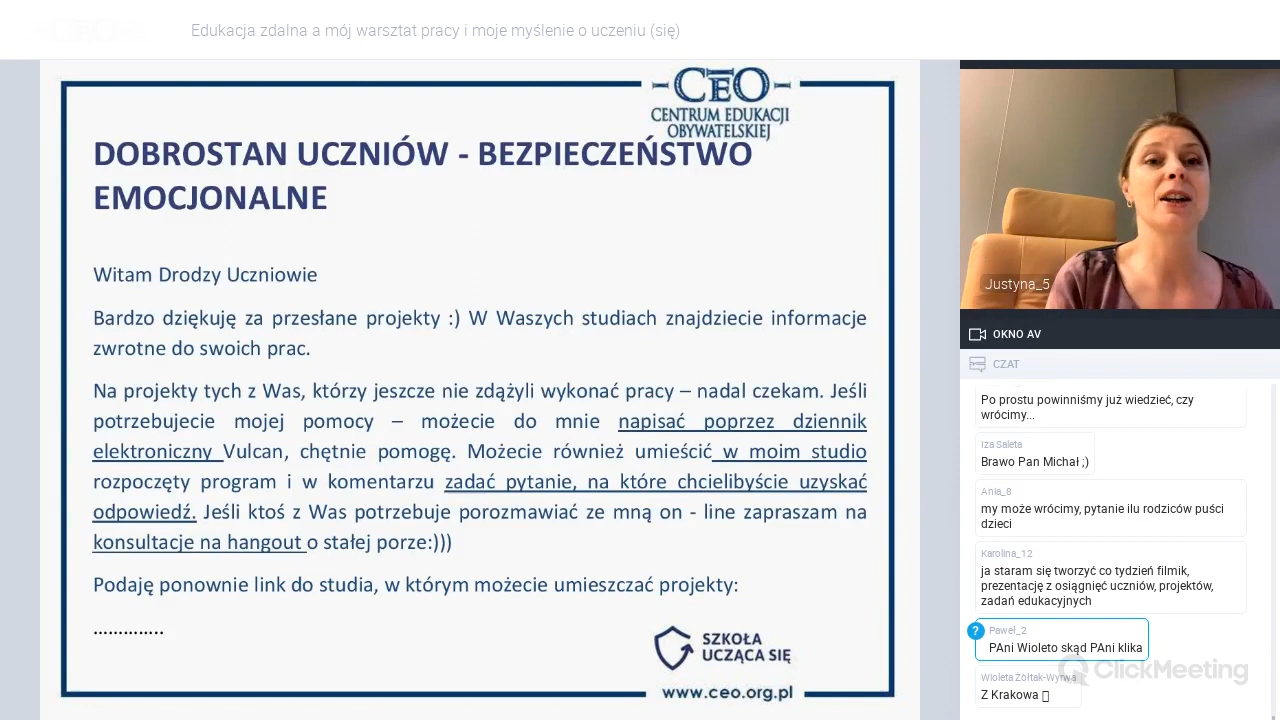 Edukacja zdalna a mój warsztat pracy i moje myślenie o uczeniu (się)
CEO
CENTRUM EDUKACJI
OBYWATELSKIEJ
DOBROSTAN UCZNIÓW - BEZPIECZEŃSTWO
EMOCJONALNE
Witam Drodzy Uczniowie
Bardzo dziękuję za przesłane projekty :) W Waszych studiach znajdziecie informacje
zwrotne do swoich prac.
Na projekty tych z Was, którzy jeszcze nie zdążyli wykonać pracy – nadal czekam. Jeśli
potrzebujecie mojej pomocy – możecie do mnie napisać poprzez dziennik
elektroniczny Vulcan, chętnie pomogę. Możecie również umieścić w moim studio
rozpoczęty program i w komentarzu zadać pytanie, na które chcielibyście uzyskać
odpowiedź. Jeśli ktoś z Was potrzebuje porozmawiać ze mną on - line zapraszam na
konsultacje na hangout o stałej porze:)))
Podaję ponownie link do studia, w którym możecie umieszczać projekty:
…………..
SZKOŁA
UCZĄCA SIĘ
www.ceo.org.pl
Justyna_5
OKNO AV
CZAT
Po prostu powinniśmy już wiedzieć, czy
wrócimy...
Iza Saleta
Brawo Pan Michał ;)
Ania_8
my może wrócimy, pytanie ilu rodziców puści
dzieci
Karolina_12
ja staram się tworzyć co tydzień filmik,
prezentację z osiągnięć uczniów, projektów,
zadań edukacyjnych
?
Paweł_2
PAni Wioleto skąd PAni klika
ClickMeeting
Wioleta Żółtak-Wyrwa
Z Krakowa